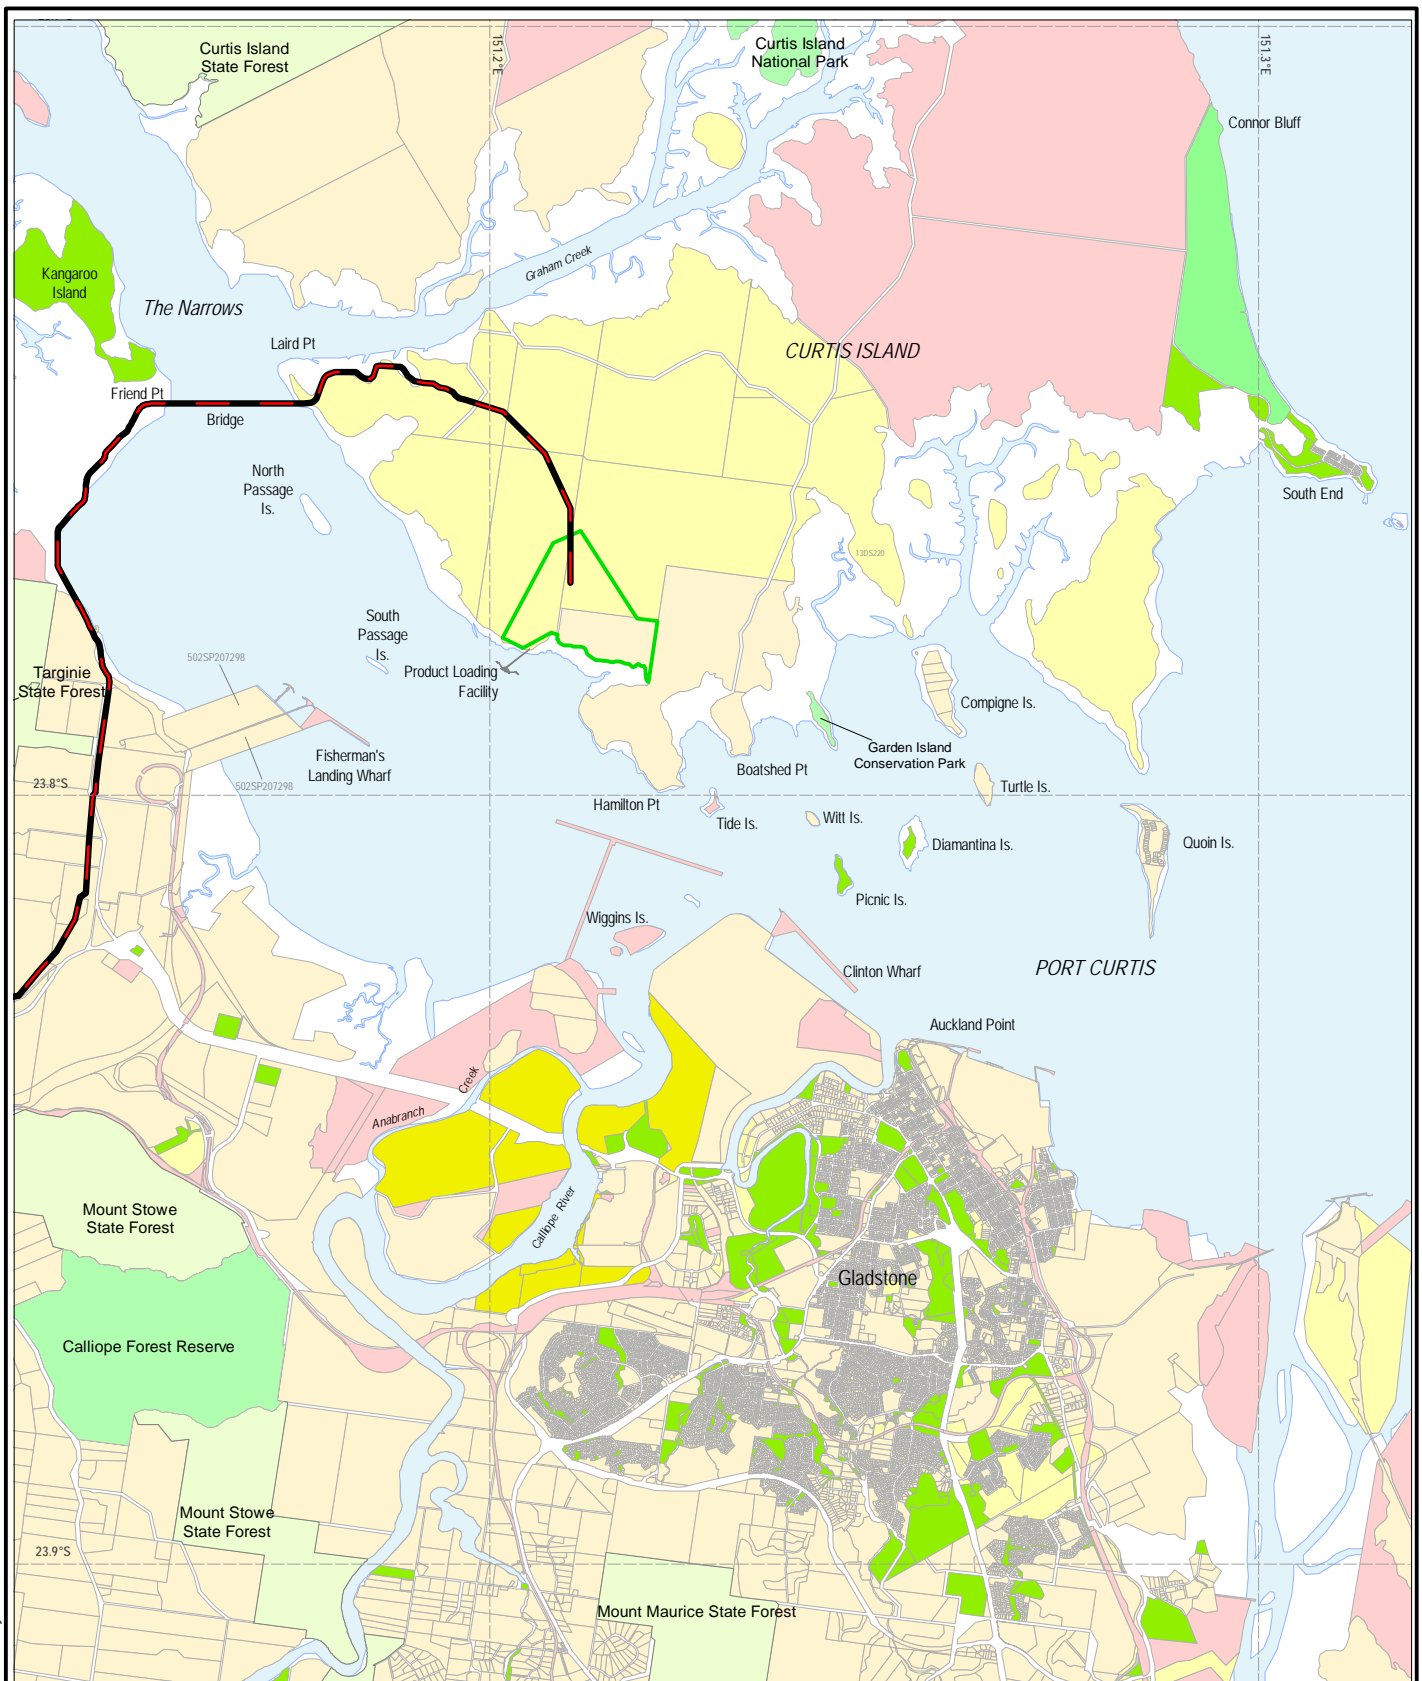 Curtis Island
State Forest
151.2°E
Curtis Island
National Park
151.3°E
Connor Bluff
Kangaroo
Island
The Narrows
Graham Creek
Laird Pt
CURTIS ISLAND
Friend Pt
Bridge
North
Passage
Is.
South End
13DS220
South
Passage
Is.
502SP207298
Product Loading
Facility
Targinie
State Forest
Compigne Is.
Garden Island
Conservation Park
Fisherman's
Landing Wharf
Boatshed Pt
23.8°S
502SP207298
Turtle Is.
Hamilton Pt
Tide Is.
Witt Is.
Diamantina Is.
Quoin Is.
Picnic Is.
Wiggins Is.
Clinton Wharf
PORT CURTIS
Auckland Point
Creek
Anabranch
Mount Stowe
State Forest
Calliope River
Gladstone
Calliope Forest Reserve
Mount Stowe
State Forest
23.9°S
Mount Maurice State Forest